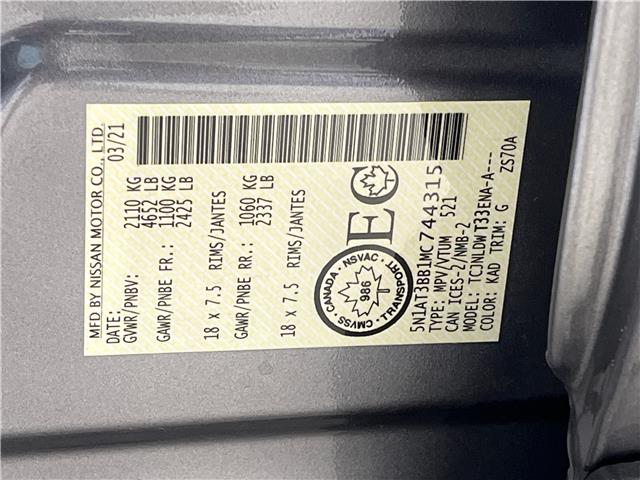 MFD BY NISSAN MOTOR CO., LTD.
DATE: 03/21
GVWR/PNBV: 2110 KG
4652 LB
GAWR/PNBE FR.: 1100 KG
2425 LB
18 X 7.5 RIMS/JANTES
GAWR/PNBE RR.: 1060 KG
2337 LB
18 X 7.5 RIMS/JANTES
CANADA - NSVAC - TRANSPORT - CMVSS -
986
EC
5N1AT3BB1MC744315
TYPE: MPV/VTUM 521
CAN ICES-2/NMB-2
MODEL: TCJNLDW T33ENA-A---
COLOR: KAD TRIM: G ZS70A